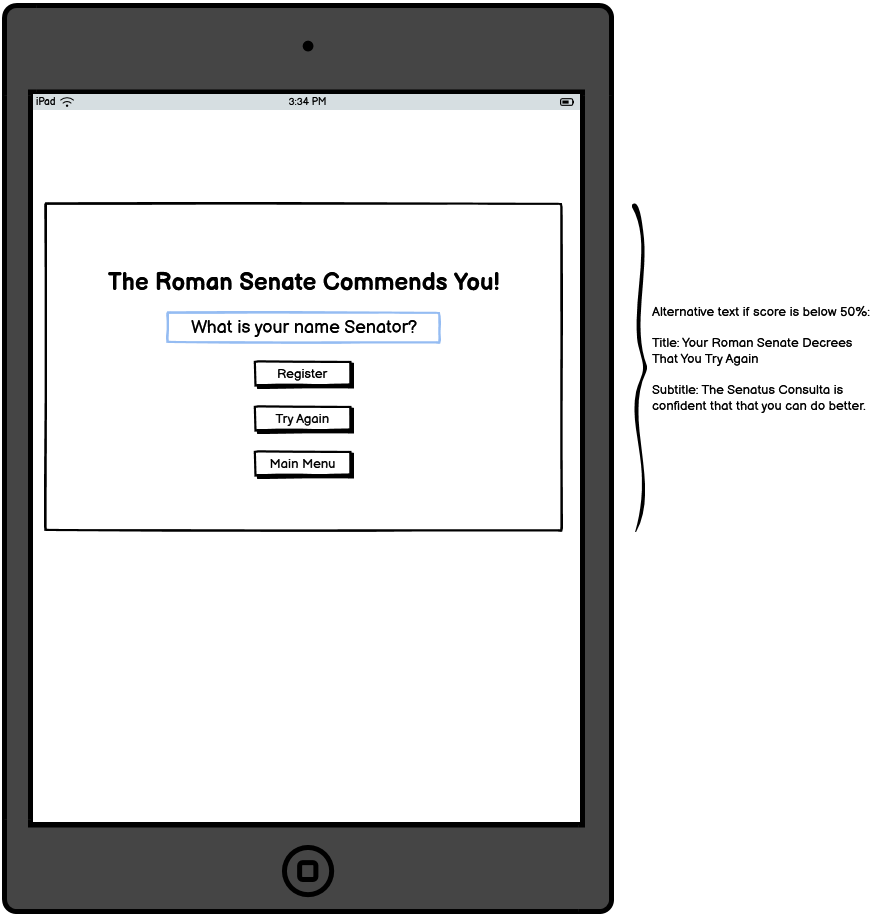 iPad
3:34 PM
The Roman Senate Commends You!
What is your name Senator?
Register
Try Again
Main Menu
Alternative text if score is below 50%:
Title: Your Roman Senate Decrees
That You Try Again
Subtitle: The Senatus Consulta is
confident that that you can do better.